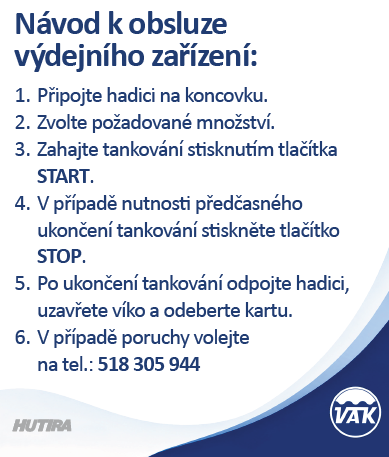 Návod k obsluze
výdejního zařízení:
1. Připojte hadici na koncovku.
2. Zvolte požadované množství.
3. Zahajte tankování stisknutím tlačítka
START.
4. V případě nutnosti předčasného
ukončení tankování stiskněte tlačítko
STOP.
5. Po ukončení tankování odpojte hadici,
uzavřete víko a odeberte kartu.
6. V případě poruchy volejte
na tel.: 518 305 944
HUTIRA
VAK